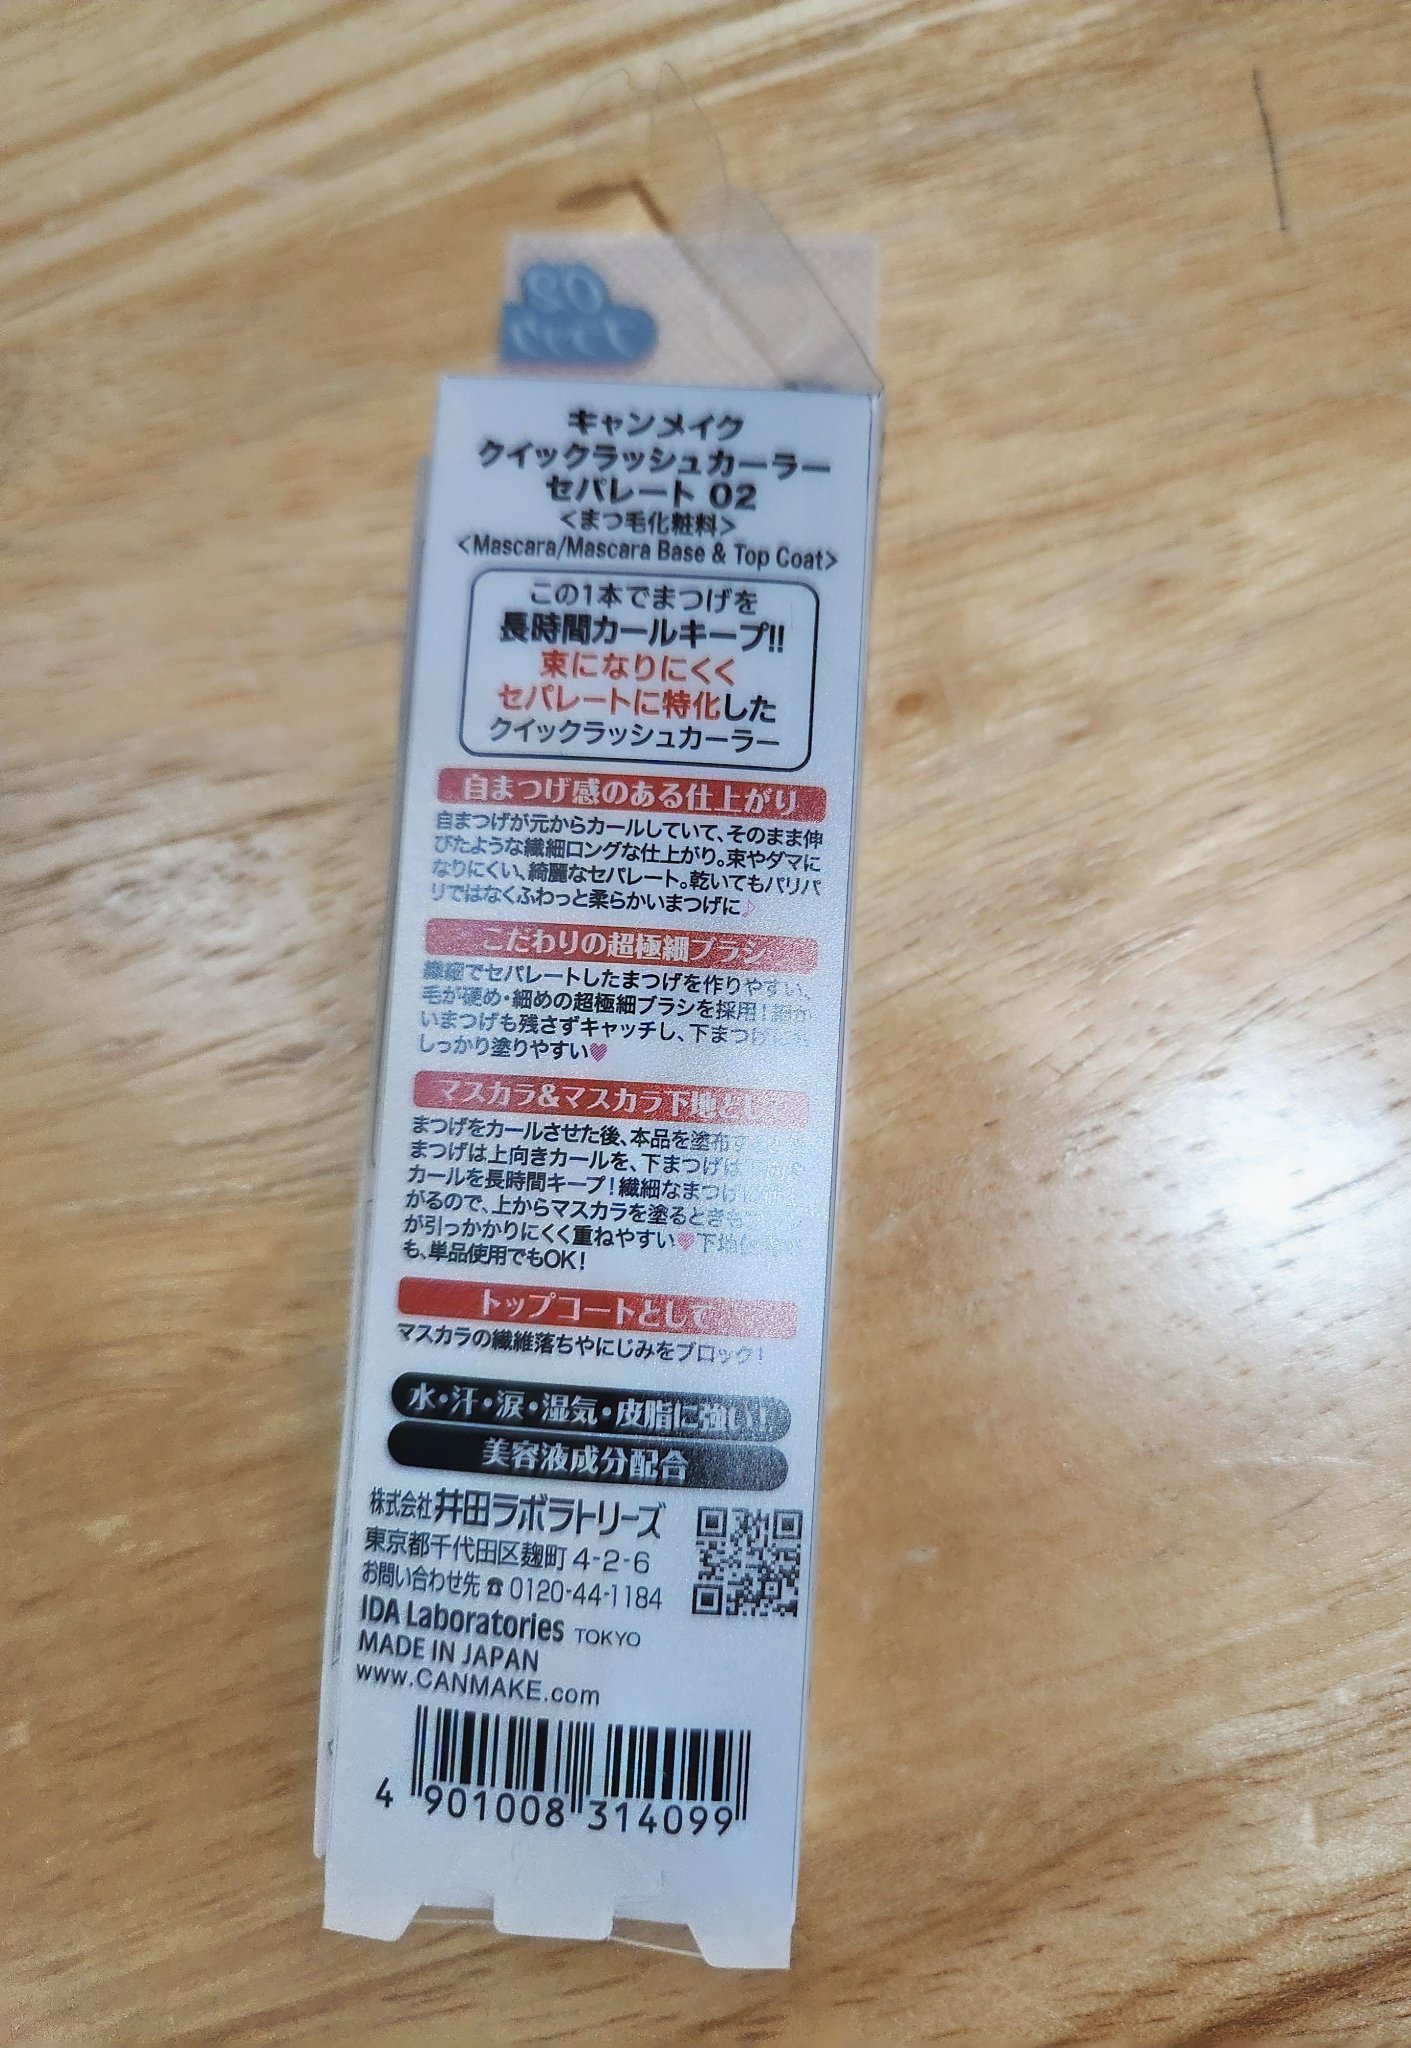 02
ブラック
キャンメイク
クイックラッシュカーラー
セパレート 02
<まつ毛化粧料>
<Mascara/Mascara Base & Top Coat>
この1本でまつげを
長時間カールキープ!!
束になりにくく
セパレートに特化した
クイックラッシュカーラー
自まつげ感のある仕上がり
自まつげが元からカールしていて、そのまま伸
びたような繊細ロングな仕上がり。束やダマに
なりにくい、綺麗なセパレート。乾いてもパリパ
リではなくふわっと柔らかいまつげに♪
こだわりの超極細ブラシ
繊細でセパレートしたまつげを作りやすい、
毛が硬め・細めの超極細ブラシを採用!細か
いまつげも残さずキャッチし、下まつげにも
しっかり塗りやすい♥
マスカラ&マスカラ下地として
まつげをカールさせた後、本品を塗布
まつげは上向きカールを、下まつげは
カールを長時間キープ!繊細なまつげに
がるので、上からマスカラを塗るときも
が引っかかりにくく重ねやすい♥下地
も、単品使用でもOK!
トップコートとして
マスカラの繊維落ちやにじみをブロック!
水・汗・涙・湿気・皮脂に強い!
美容液成分配合
株式会社井田ラボラトリーズ
東京都千代田区麹町 4-2-6
お問い合わせ先 ☎ 0120-44-1184
IDA Laboratories TOKYO
MADE IN JAPAN
www.CANMAKE.com
4 901008 314099